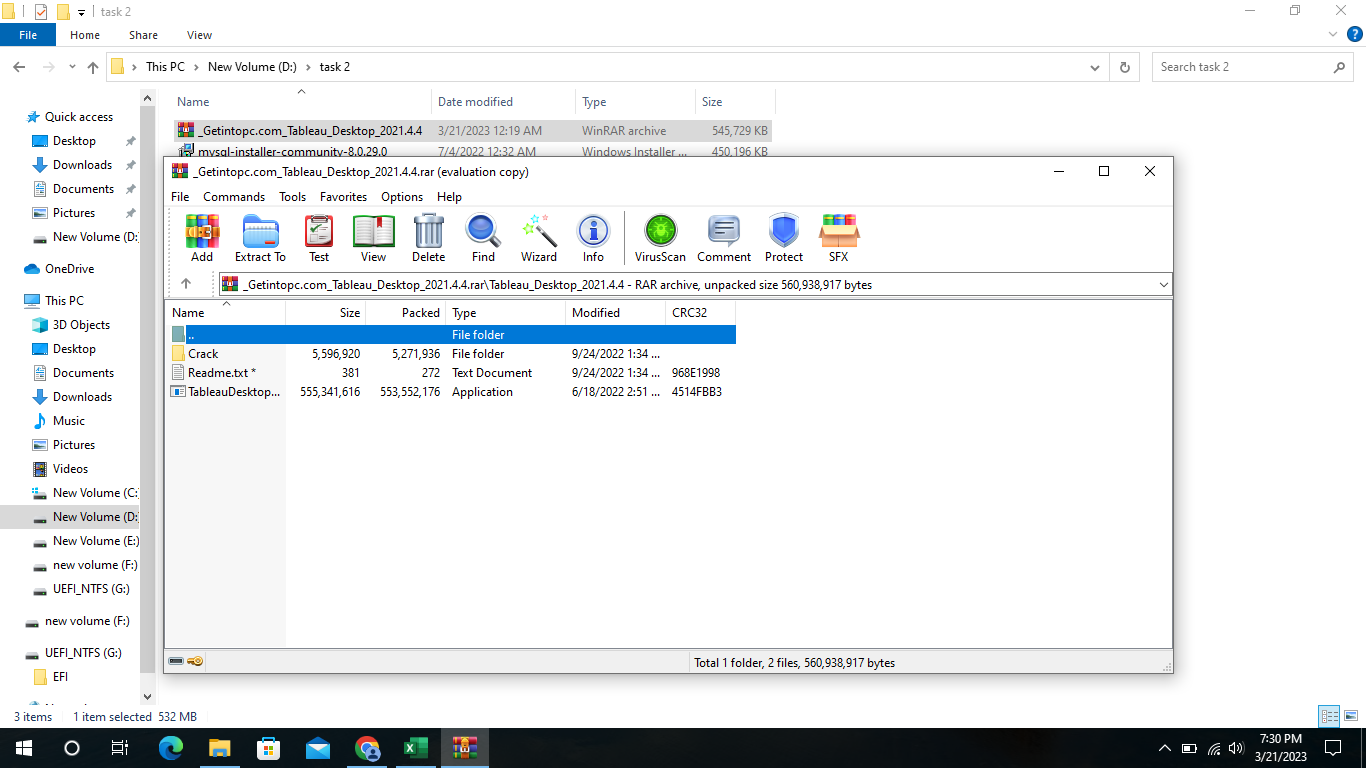 task 2
File Home Share View
This PC New Volume (D:) task 2 Search task 2
Name Date modified Type Size
_Getintopc.com_Tableau_Desktop_2021.4.4 3/21/2023 12:19 AM WinRAR archive 545,729 KB
mysql-installer-community-8.0.29.0 7/4/2022 12:32 AM Windows Installer ... 450,196 KB
Quick access
Desktop
Downloads
Documents
Pictures
New Volume (D:
OneDrive
This PC
3D Objects
Desktop
Documents
Downloads
Music
Pictures
Videos
New Volume (C:
New Volume (D:
New Volume (E:)
new volume (F:)
UEFI_NTFS (G:)
new volume (F:)
UEFI_NTFS (G:)
EFI
_Getintopc.com_Tableau_Desktop_2021.4.4.rar (evaluation copy)
File Commands Tools Favorites Options Help
Add Extract To Test View Delete Find Wizard Info VirusScan Comment Protect SFX
_Getintopc.com_Tableau_Desktop_2021.4.4.rar\Tableau_Desktop_2021.4.4 - RAR archive, unpacked size 560,938,917 bytes
Name Size Packed Type Modified CRC32
.. File folder
Crack 5,596,920 5,271,936 File folder 9/24/2022 1:34 ...
Readme.txt * 381 272 Text Document 9/24/2022 1:34 ... 968E1998
TableauDesktop... 555,341,616 553,552,176 Application 6/18/2022 2:51 ... 4514FBB3
Total 1 folder, 2 files, 560,938,917 bytes
3 items 1 item selected 532 MB
7:30 PM
3/21/2023